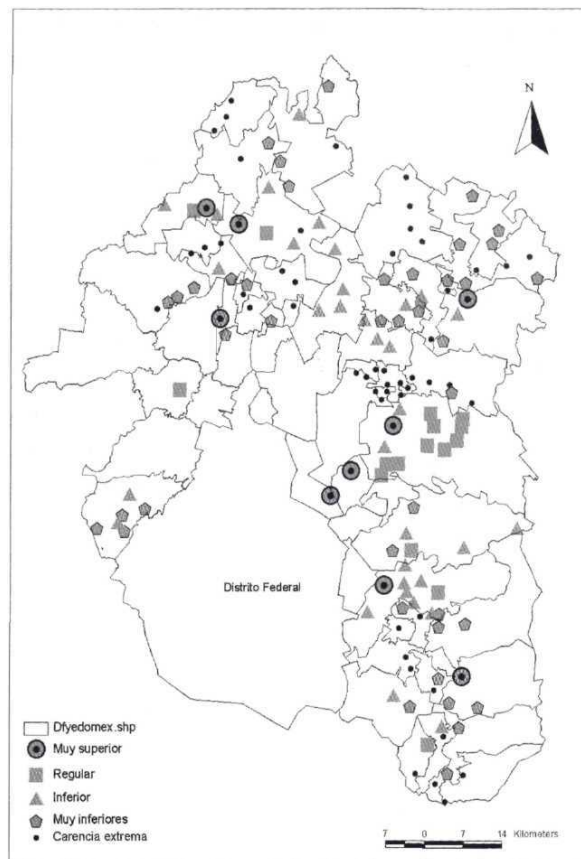 N
Distrito Federal
Dfyedomex.shp
Muy superior
Regular
Inferior
Muy inferiores
Carencia extrema
7 0 7 14 Kilometers